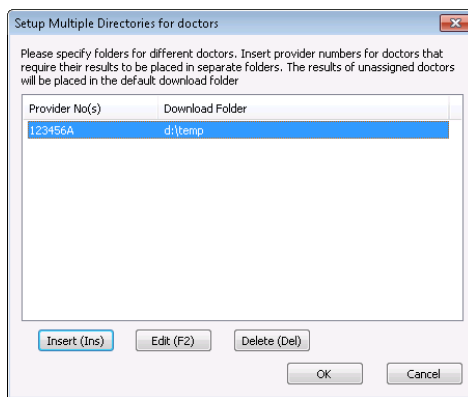 Setup Multiple Directories for doctors
Please specify folders for different doctors. Insert provider numbers for doctors that
require their results to be placed in separate folders. The results of unassigned doctors
will be placed in the default download folder
Provider No(s) Download Folder
123456A d:\temp
Insert (Ins) Edit (F2) Delete (Del)
OK Cancel